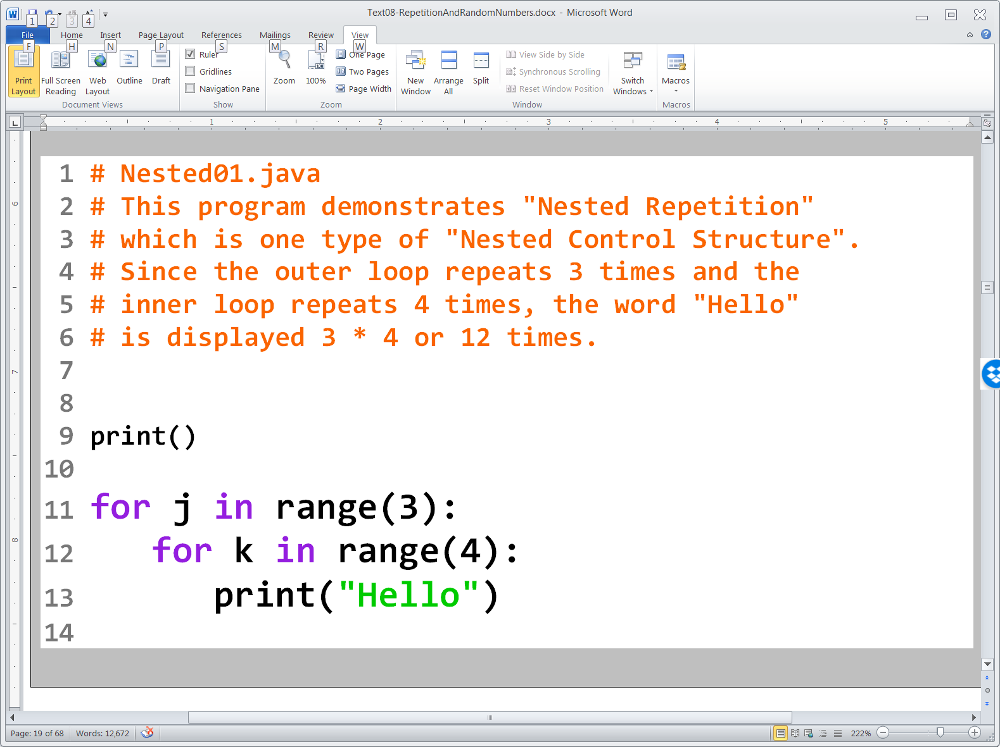 Text08-RepetitionAndRandomNumbers.docx - Microsoft Word
1 2 3 4
File Home Insert Page Layout References Mailings Review View
F H N P S M R W
Print Layout
Full Screen Reading
Web Layout
Outline
Draft
Document Views
Ruler
Gridlines
Navigation Pane
Show
Zoom
100%
One Page
Two Pages
Page Width
Zoom
New Window
Arrange All
Split
View Side by Side
Synchronous Scrolling
Reset Window Position
Window
Switch Windows
Macros
Macros
1 2 3 4 5
6
7
8
1 # Nested01.java
2 # This program demonstrates "Nested Repetition"
3 # which is one type of "Nested Control Structure".
4 # Since the outer loop repeats 3 times and the
5 # inner loop repeats 4 times, the word "Hello"
6 # is displayed 3 * 4 or 12 times.
7
8
9 print()
10
11 for j in range(3):
12    for k in range(4):
13       print("Hello")
14
Page: 19 of 68 Words: 12,672 222%